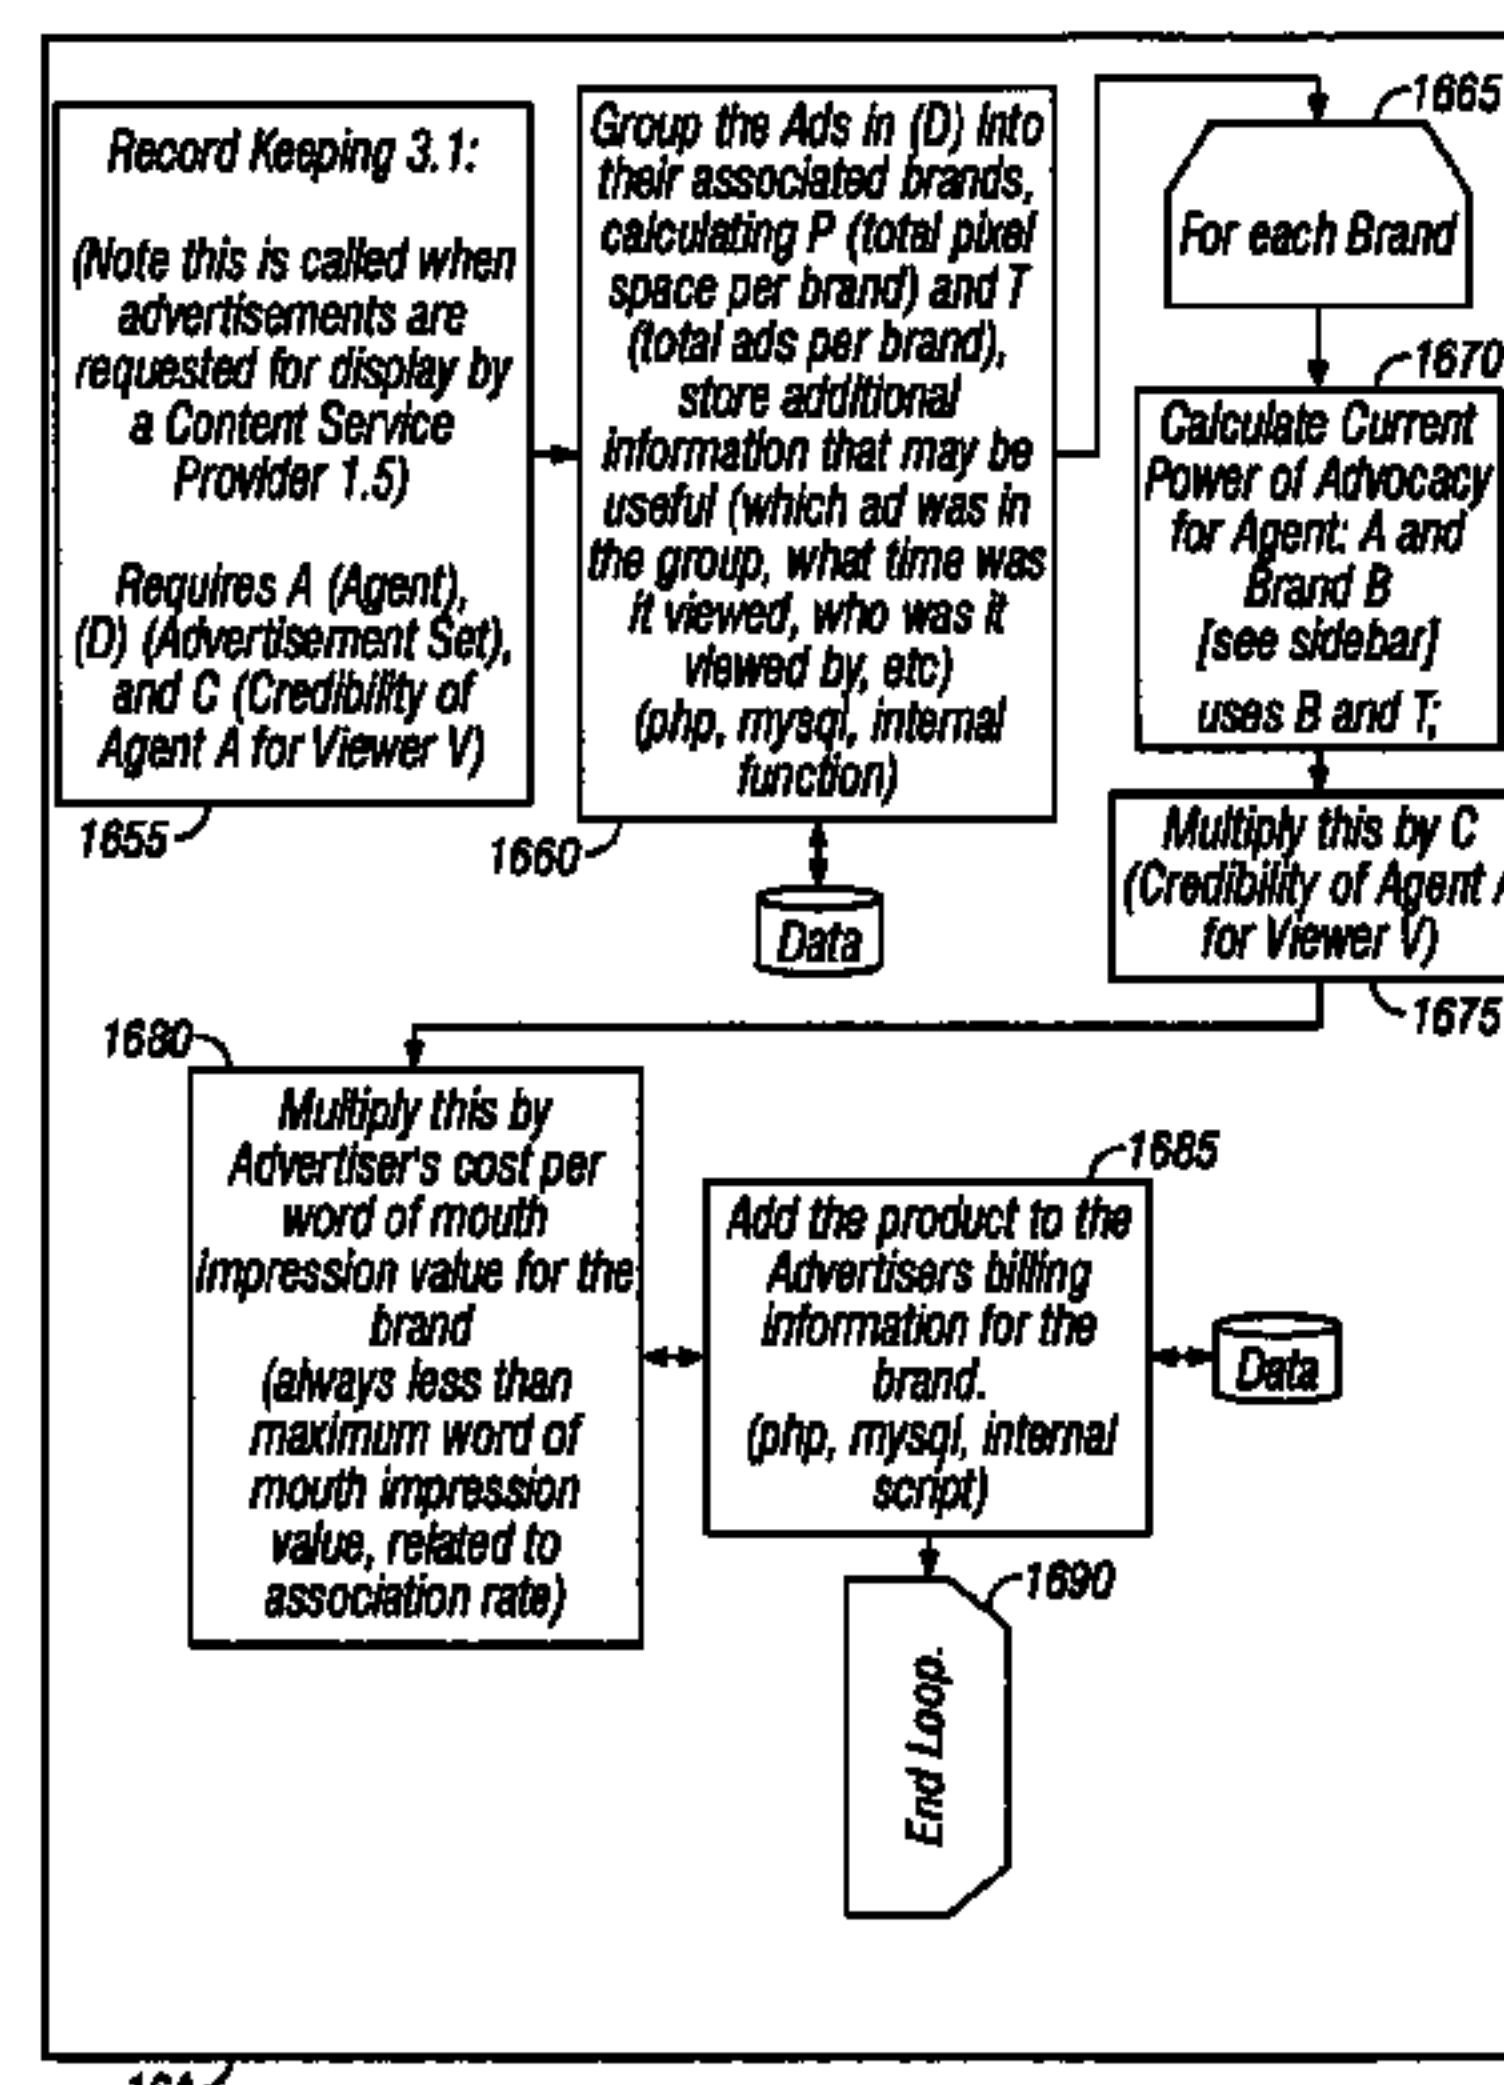 Record Keeping 3.1:
(Note this is called when
advertisements are
requested for display by
a Content Service
Provider 1.5)
Requires A (Agent),
(D) (Advertisement Set),
and C (Credibility of
Agent A for Viewer V)
1655
Group the Ads in (D) into
their associated brands,
calculating P (total pixel
space per brand) and T
(total ads per brand),
store additional
information that may be
useful (which ad was in
the group, what time was
it viewed, who was it
viewed by, etc)
(php, mysql, internal
function)
1660
Data
1665
For each Brand
1670
Calculate Current
Power of Advocacy
for Agent: A and
Brand B
[see sidebar]
uses B and T;
Multiply this by C
(Credibility of Agent A
for Viewer V)
1675
1680
Multiply this by
Advertiser's cost per
word of mouth
impression value for the
brand
(always less than
maximum word of
mouth impression
value, related to
association rate)
1685
Add the product to the
Advertisers billing
information for the
brand.
(php, mysql, internal
script)
Data
1690
End Loop.